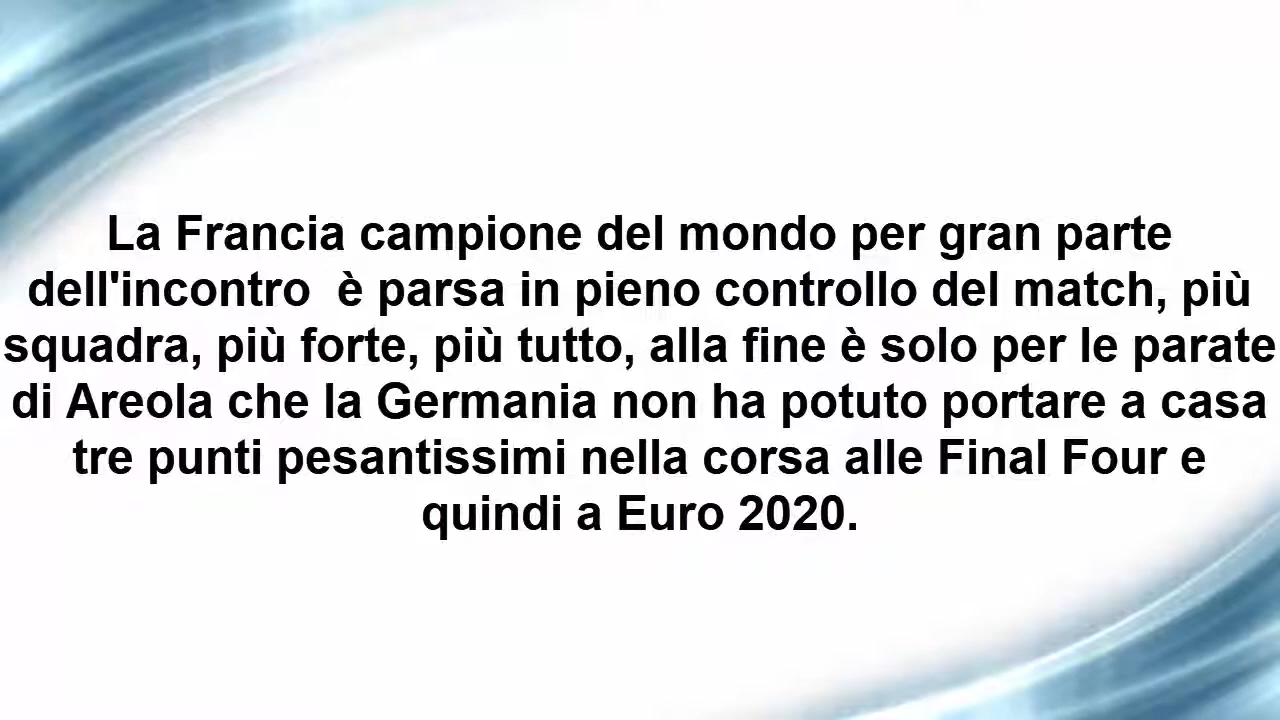 La Francia campione del mondo per gran parte
dell'incontro  è parsa in pieno controllo del match, più
squadra, più forte, più tutto, alla fine è solo per le parate
di Areola che la Germania non ha potuto portare a casa
tre punti pesantissimi nella corsa alle Final Four e
quindi a Euro 2020.